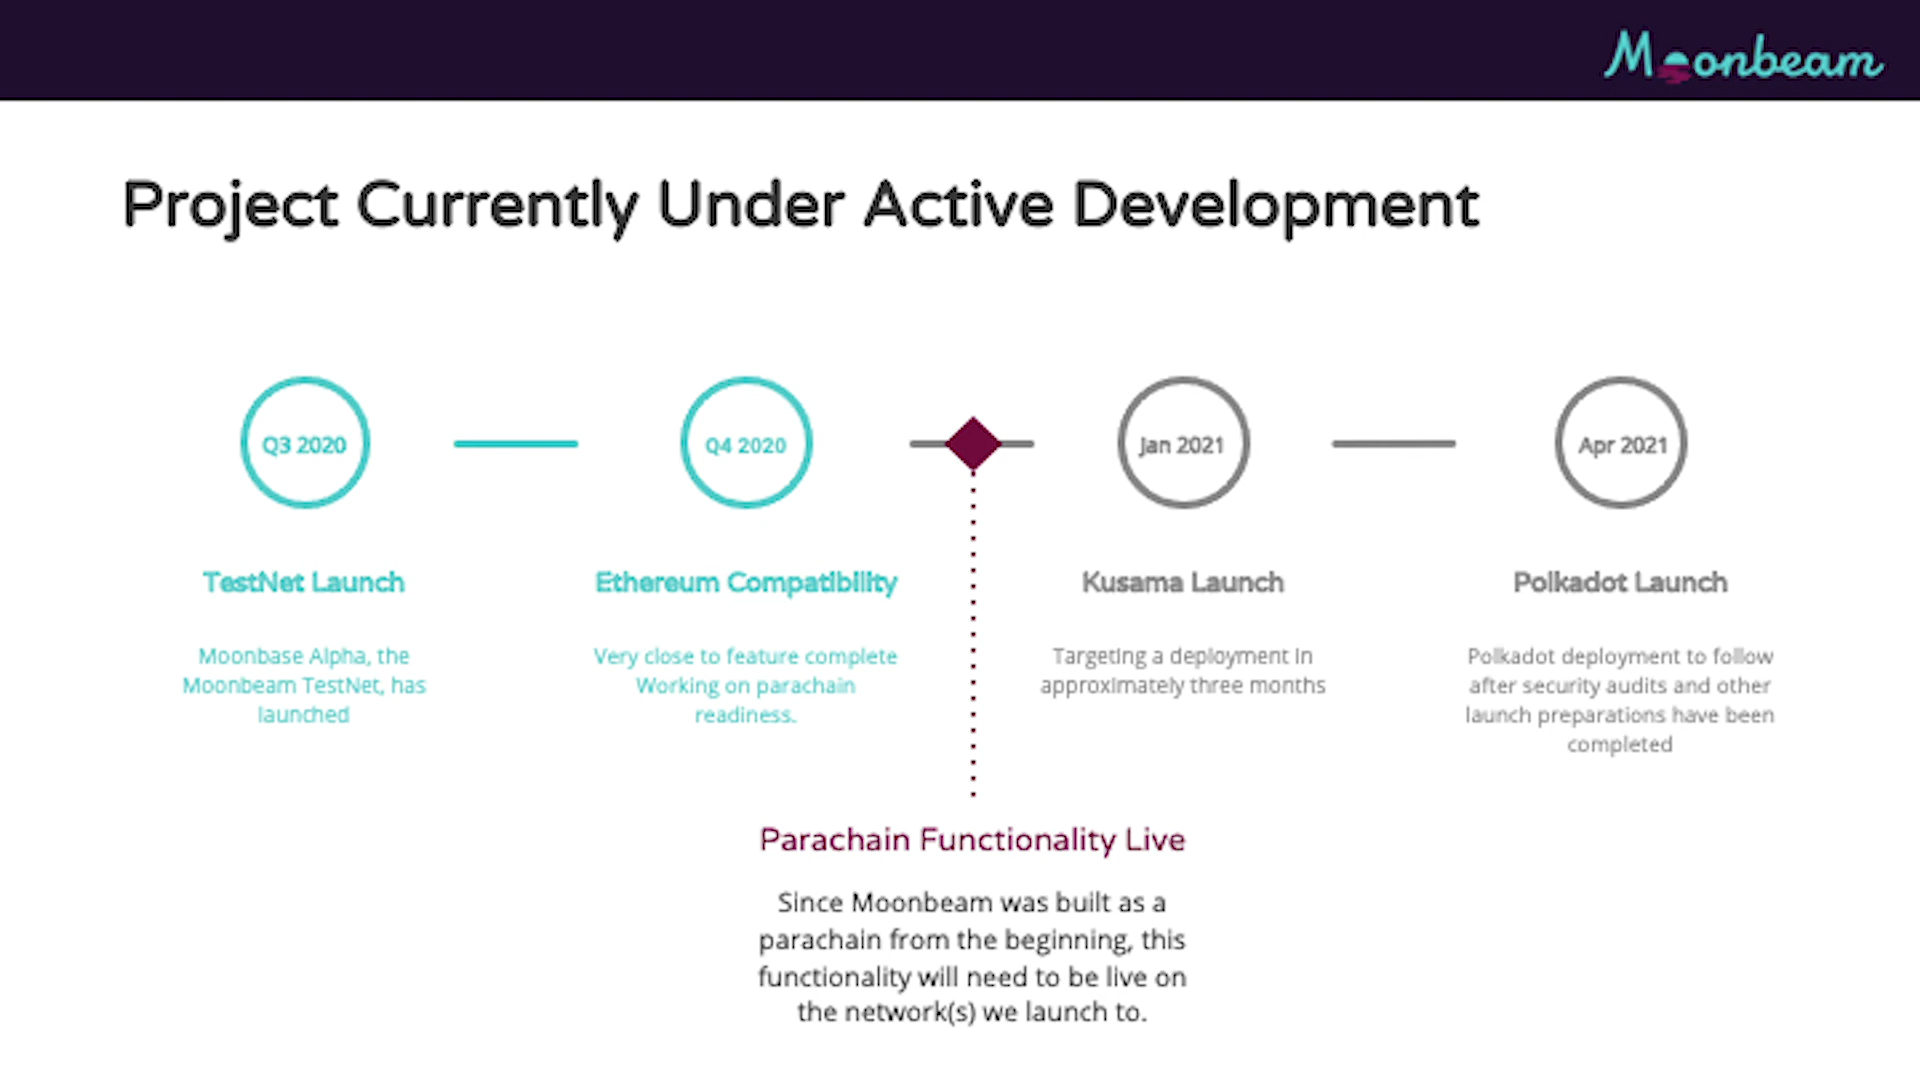 Moonbeam
Project Currently Under Active Development
Q3 2020
Q4 2020
Jan 2021
Apr 2021
TestNet Launch
Moonbase Alpha, the
Moonbeam TestNet, has
launched
Ethereum Compatibility
Very close to feature complete
Working on parachain
readiness.
Kusama Launch
Targeting a deployment in
approximately three months
Polkadot Launch
Polkadot deployment to follow
after security audits and other
launch preparations have been
completed
Parachain Functionality Live
Since Moonbeam was built as a
parachain from the beginning, this
functionality will need to be live on
the network(s) we launch to.